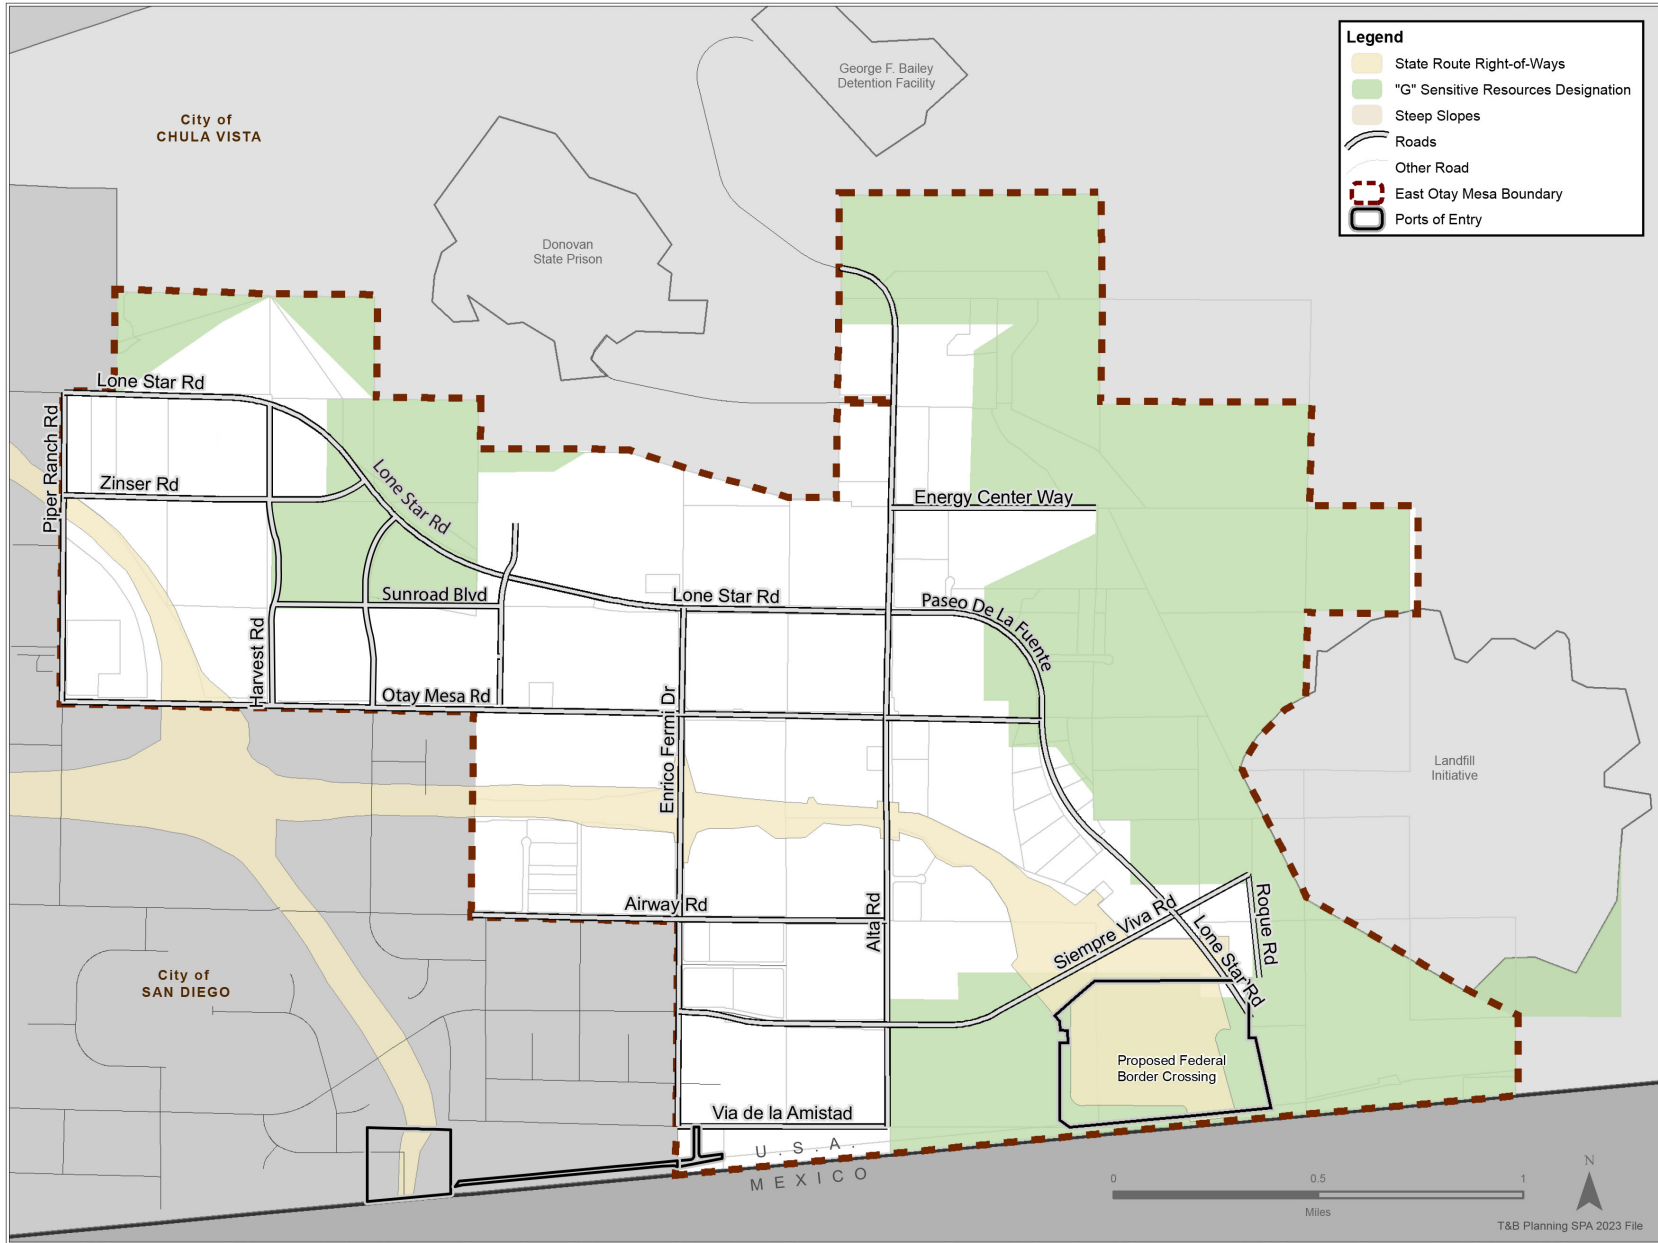 Legend
State Route Right-of-Ways
"G" Sensitive Resources Designation
Steep Slopes
Roads
Other Road
East Otay Mesa Boundary
Ports of Entry
George F. Bailey
Detention Facility
City of
CHULA VISTA
Donovan
State Prison
Lone Star Rd
Piper Ranch Rd
Zinser Rd
Lone Star Rd
Energy Center Way
Sunroad Blvd
Lone Star Rd
Paseo De La Fuente
Harvest Rd
Otay Mesa Rd
Enrico Fermi Dr
Landfill
Initiative
Airway Rd
Alta Rd
Siempre Viva Rd
Lone Star Rd
Roque Rd
City of
SAN DIEGO
Proposed Federal
Border Crossing
Via de la Amistad
U.S.A.
MEXICO
0 0.5 1
Miles
N
T&B Planning SPA 2023 File